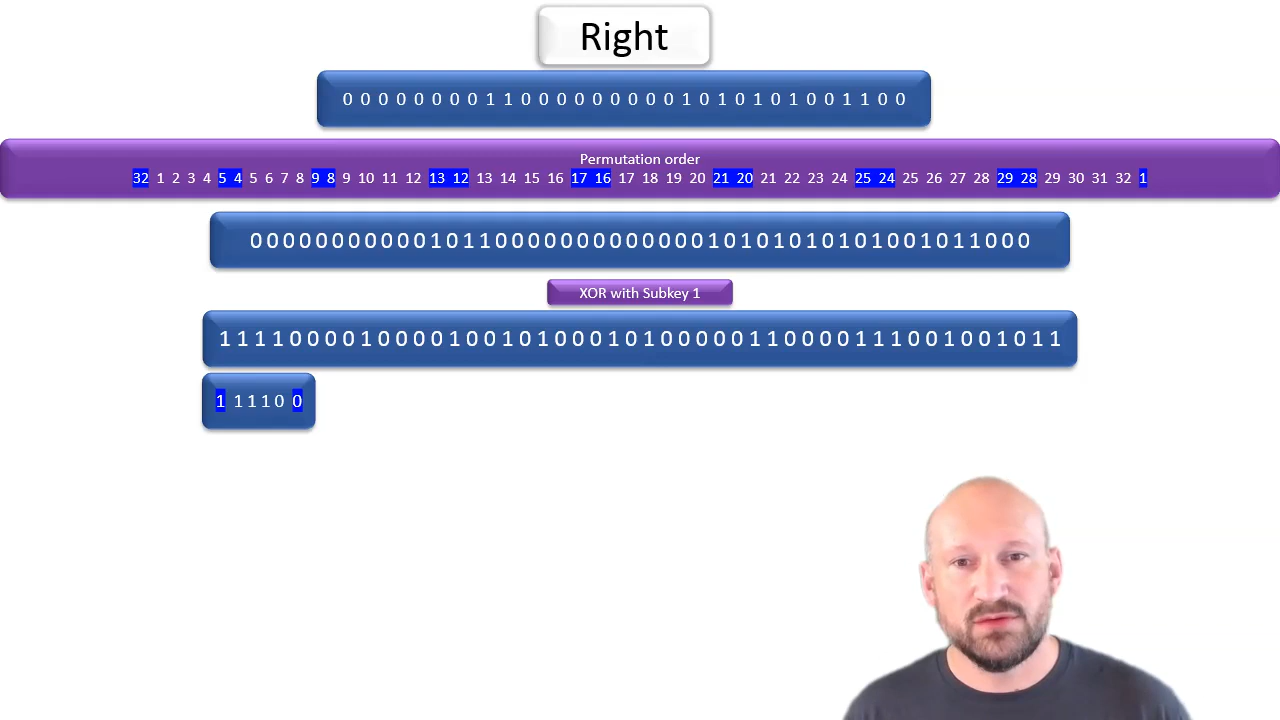 Right
0 0 0 0 0 0 0 0 1 1 0 0 0 0 0 0 0 0 0 1 0 1 0 1 0 1 0 0 1 1 0 0
Permutation order
32 1 2 3 4 5 4 5 6 7 8 9 8 9 10 11 12 13 12 13 14 15 16 17 16 17 18 19 20 21 20 21 22 23 24 25 24 25 26 27 28 29 28 29 30 31 32 1
0 0 0 0 0 0 0 0 0 0 0 1 0 1 1 0 0 0 0 0 0 0 0 0 0 0 0 0 1 0 1 0 1 0 1 0 1 0 1 0 0 1 0 1 1 0 0 0
XOR with Subkey 1
1 1 1 1 0 0 0 0 1 0 0 0 0 1 0 0 1 0 1 0 0 0 1 0 1 0 0 0 0 0 1 1 0 0 0 0 1 1 1 0 0 1 0 0 1 0 1 1
1 1 1 1 0 0